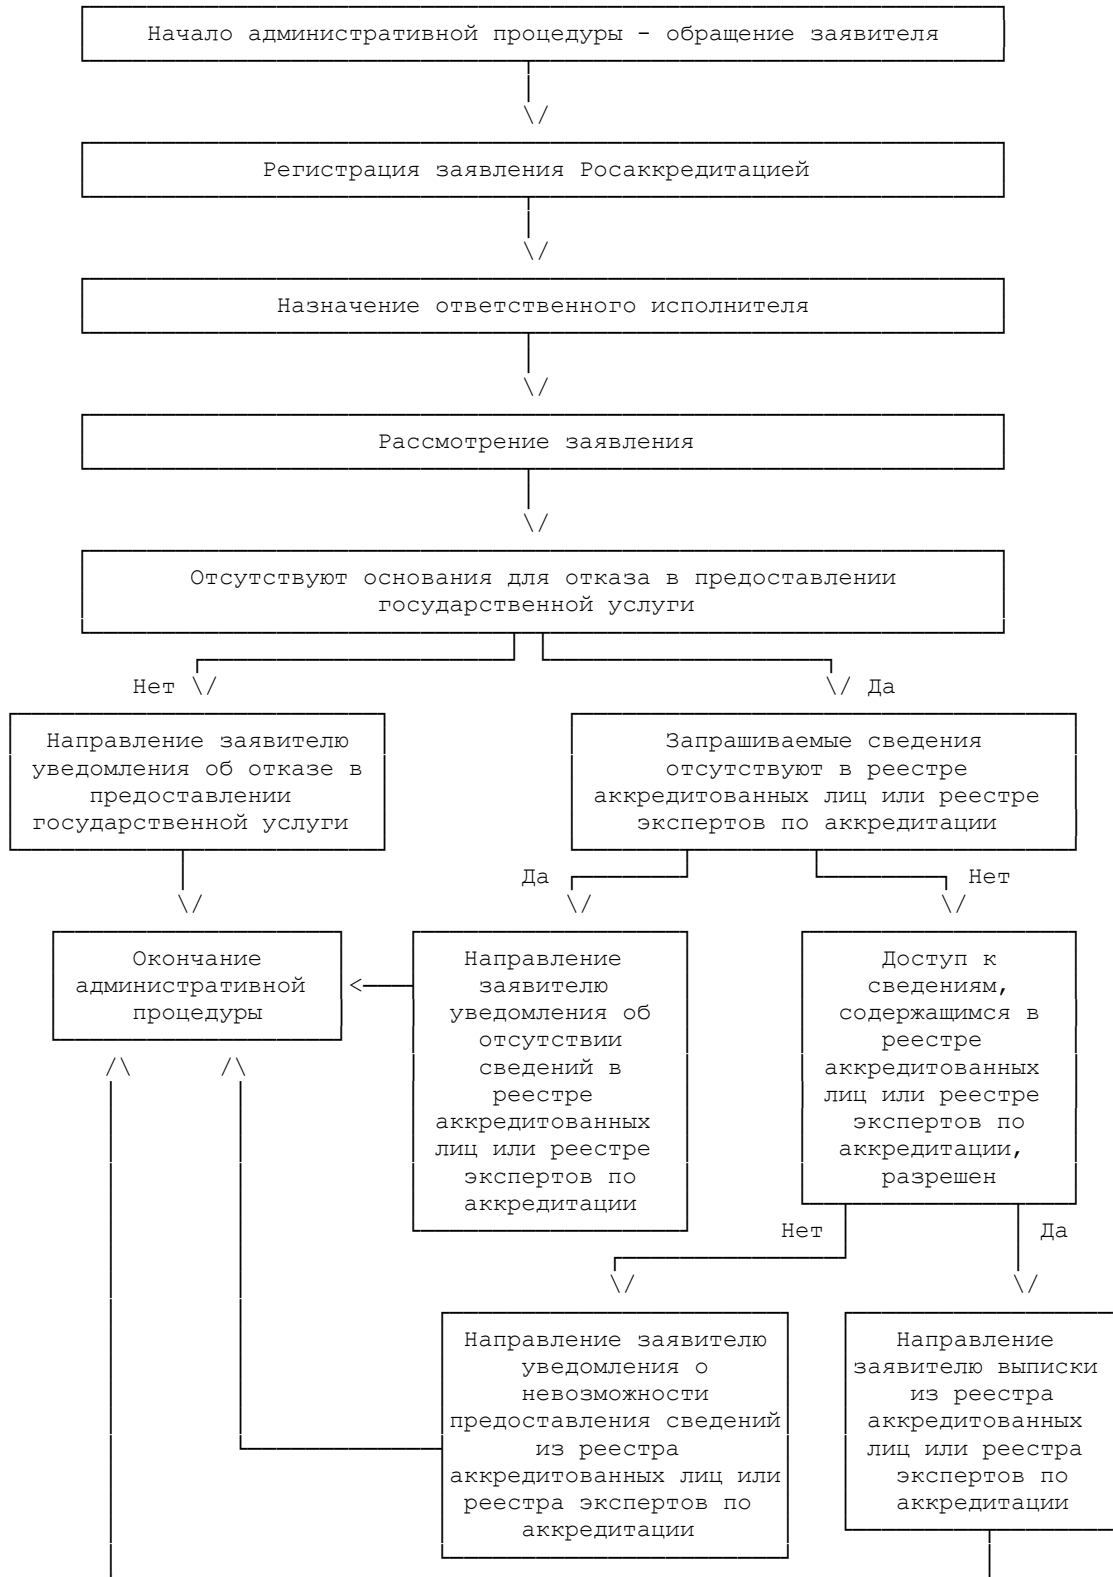 Начало административной процедуры - обращение заявителя
Регистрация заявления Росаккредитацией
Назначение ответственного исполнителя
Рассмотрение заявления
Отсутствуют основания для отказа в предоставлении
государственной услуги
Нет
Да
Направление заявителю
уведомления об отказе в
предоставлении
государственной услуги
Запрашиваемые сведения
отсутствуют в реестре
аккредитованных лиц или реестре
экспертов по аккредитации
Да
Нет
Окончание
административной
процедуры
Направление
заявителю
уведомления об
отсутствии
сведений в
реестре
аккредитованных
лиц или реестре
экспертов по
аккредитации
Доступ к
сведениям,
содержащимся в
реестре
аккредитованных
лиц или реестре
экспертов по
аккредитации,
разрешен
Нет
Да
Направление заявителю
уведомления о
невозможности
предоставления сведений
из реестра
аккредитованных лиц или
реестра экспертов по
аккредитации
Направление
заявителю выписки
из реестра
аккредитованных
лиц или реестра
экспертов по
аккредитации